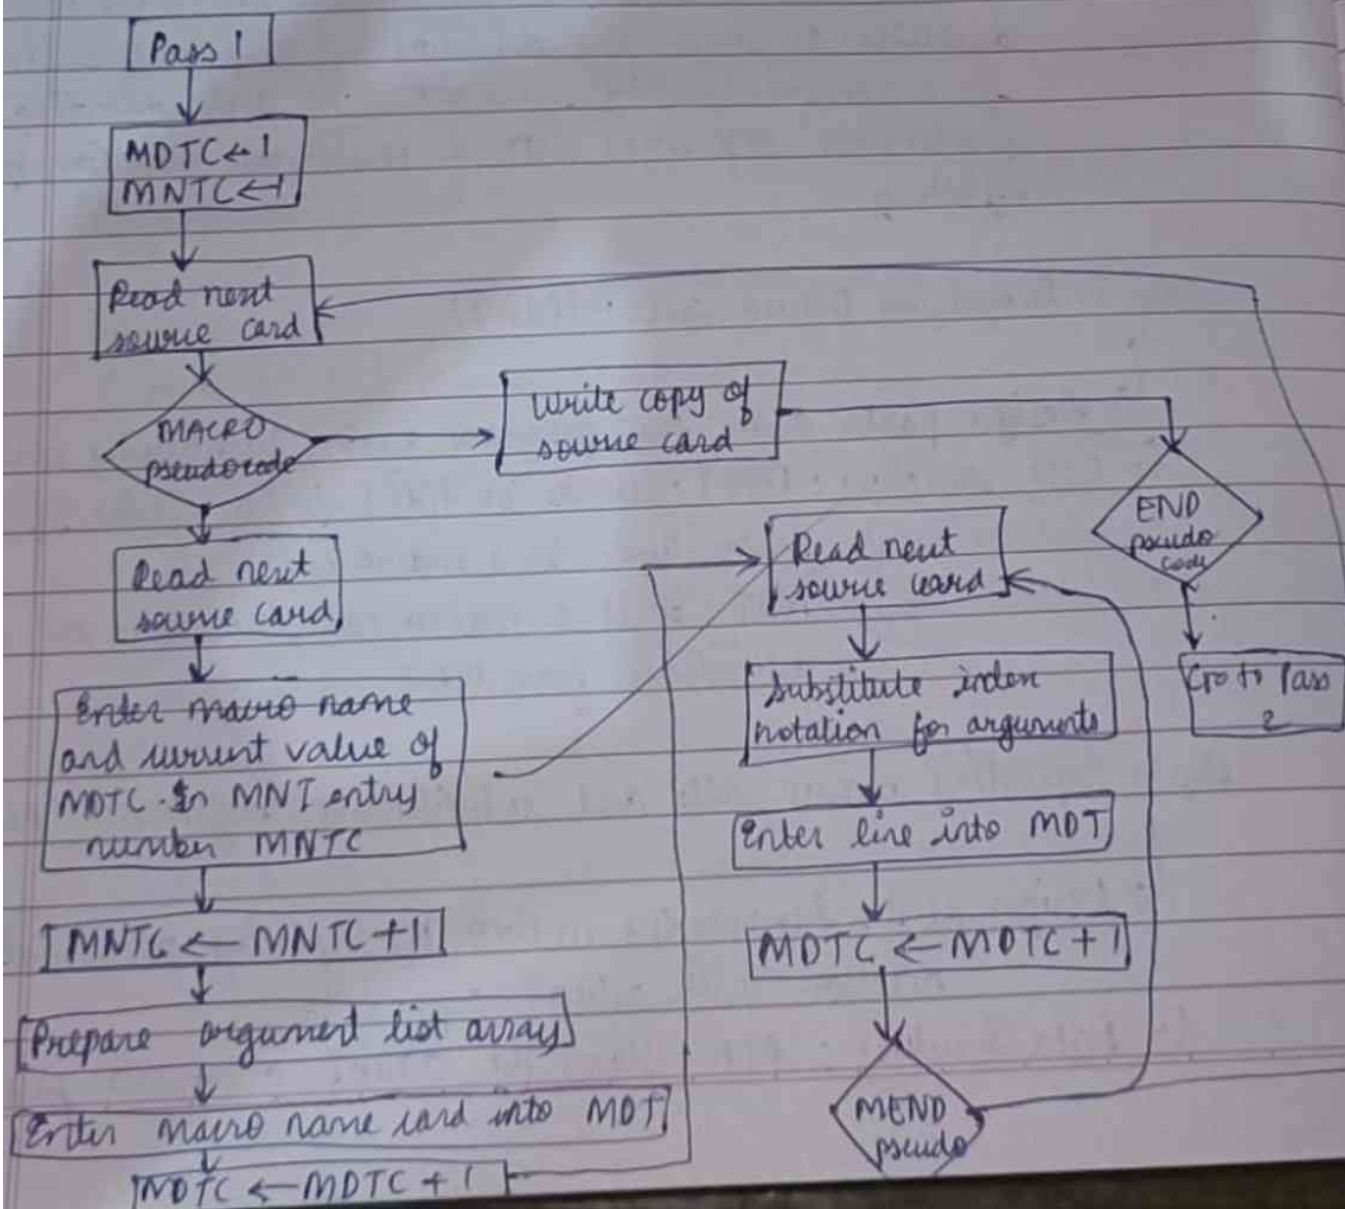 Pass 1
MDTC ← 1
MNTC ← 1
Read next
source card
MACRO
pseudocode
Write copy of
source card
END
pseudo
code
Go to Pass
2
Read next
source card
Enter macro name
and current value of
MDTC in MNT entry
number MNTC
MNTC ← MNTC + 1
Prepare argument list array
Enter macro name card into MDT
MDTC ← MDTC + 1
Read next
source card
Substitute index
notation for arguments
Enter line into MDT
MDTC ← MDTC + 1
MEND
pseudo